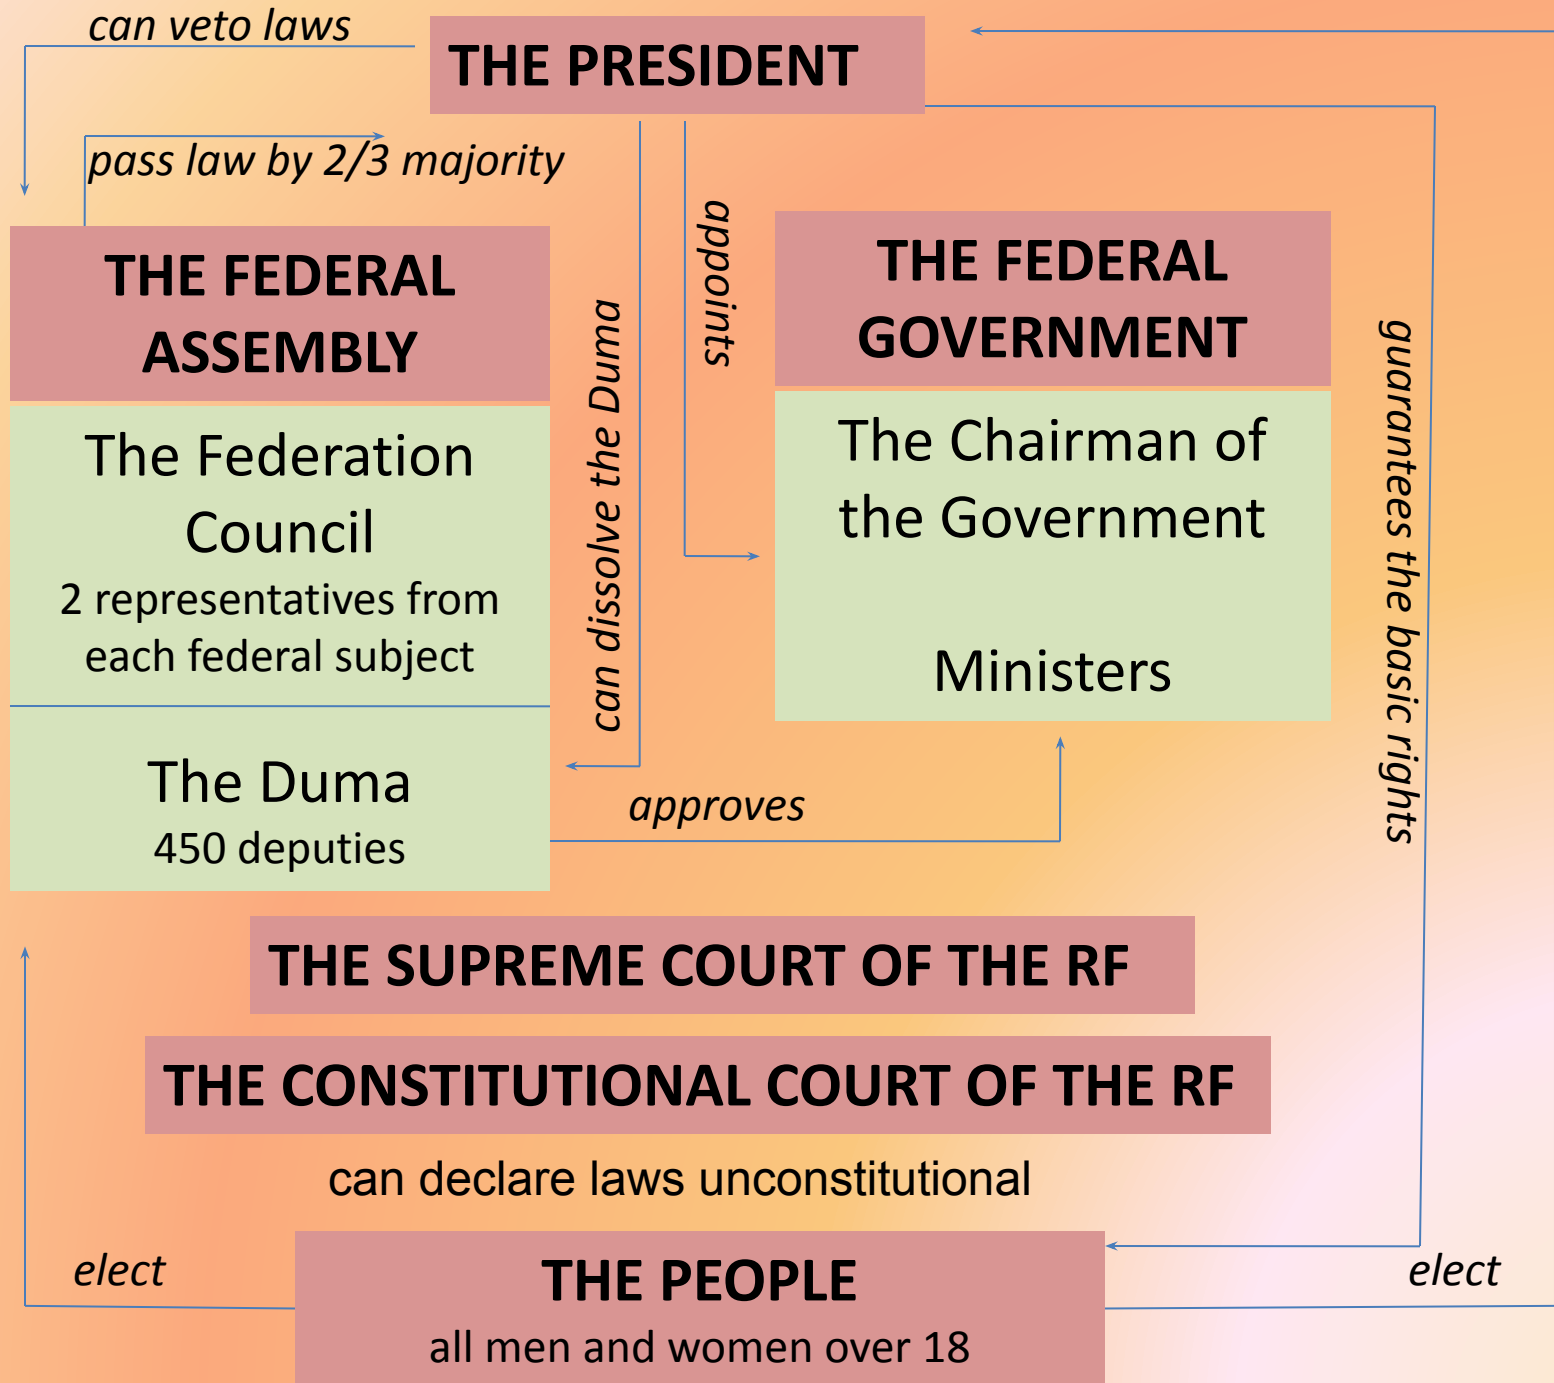 can veto laws
THE PRESIDENT
pass law by 2/3 majority
THE FEDERAL
ASSEMBLY
The Federation
Council
2 representatives from
each federal subject
The Duma
450 deputies
can dissolve the Duma
appoints
THE FEDERAL
GOVERNMENT
The Chairman of
the Government
Ministers
guarantees the basic rights
approves
THE SUPREME COURT OF THE RF
THE CONSTITUTIONAL COURT OF THE RF
can declare laws unconstitutional
elect
THE PEOPLE
all men and women over 18
elect